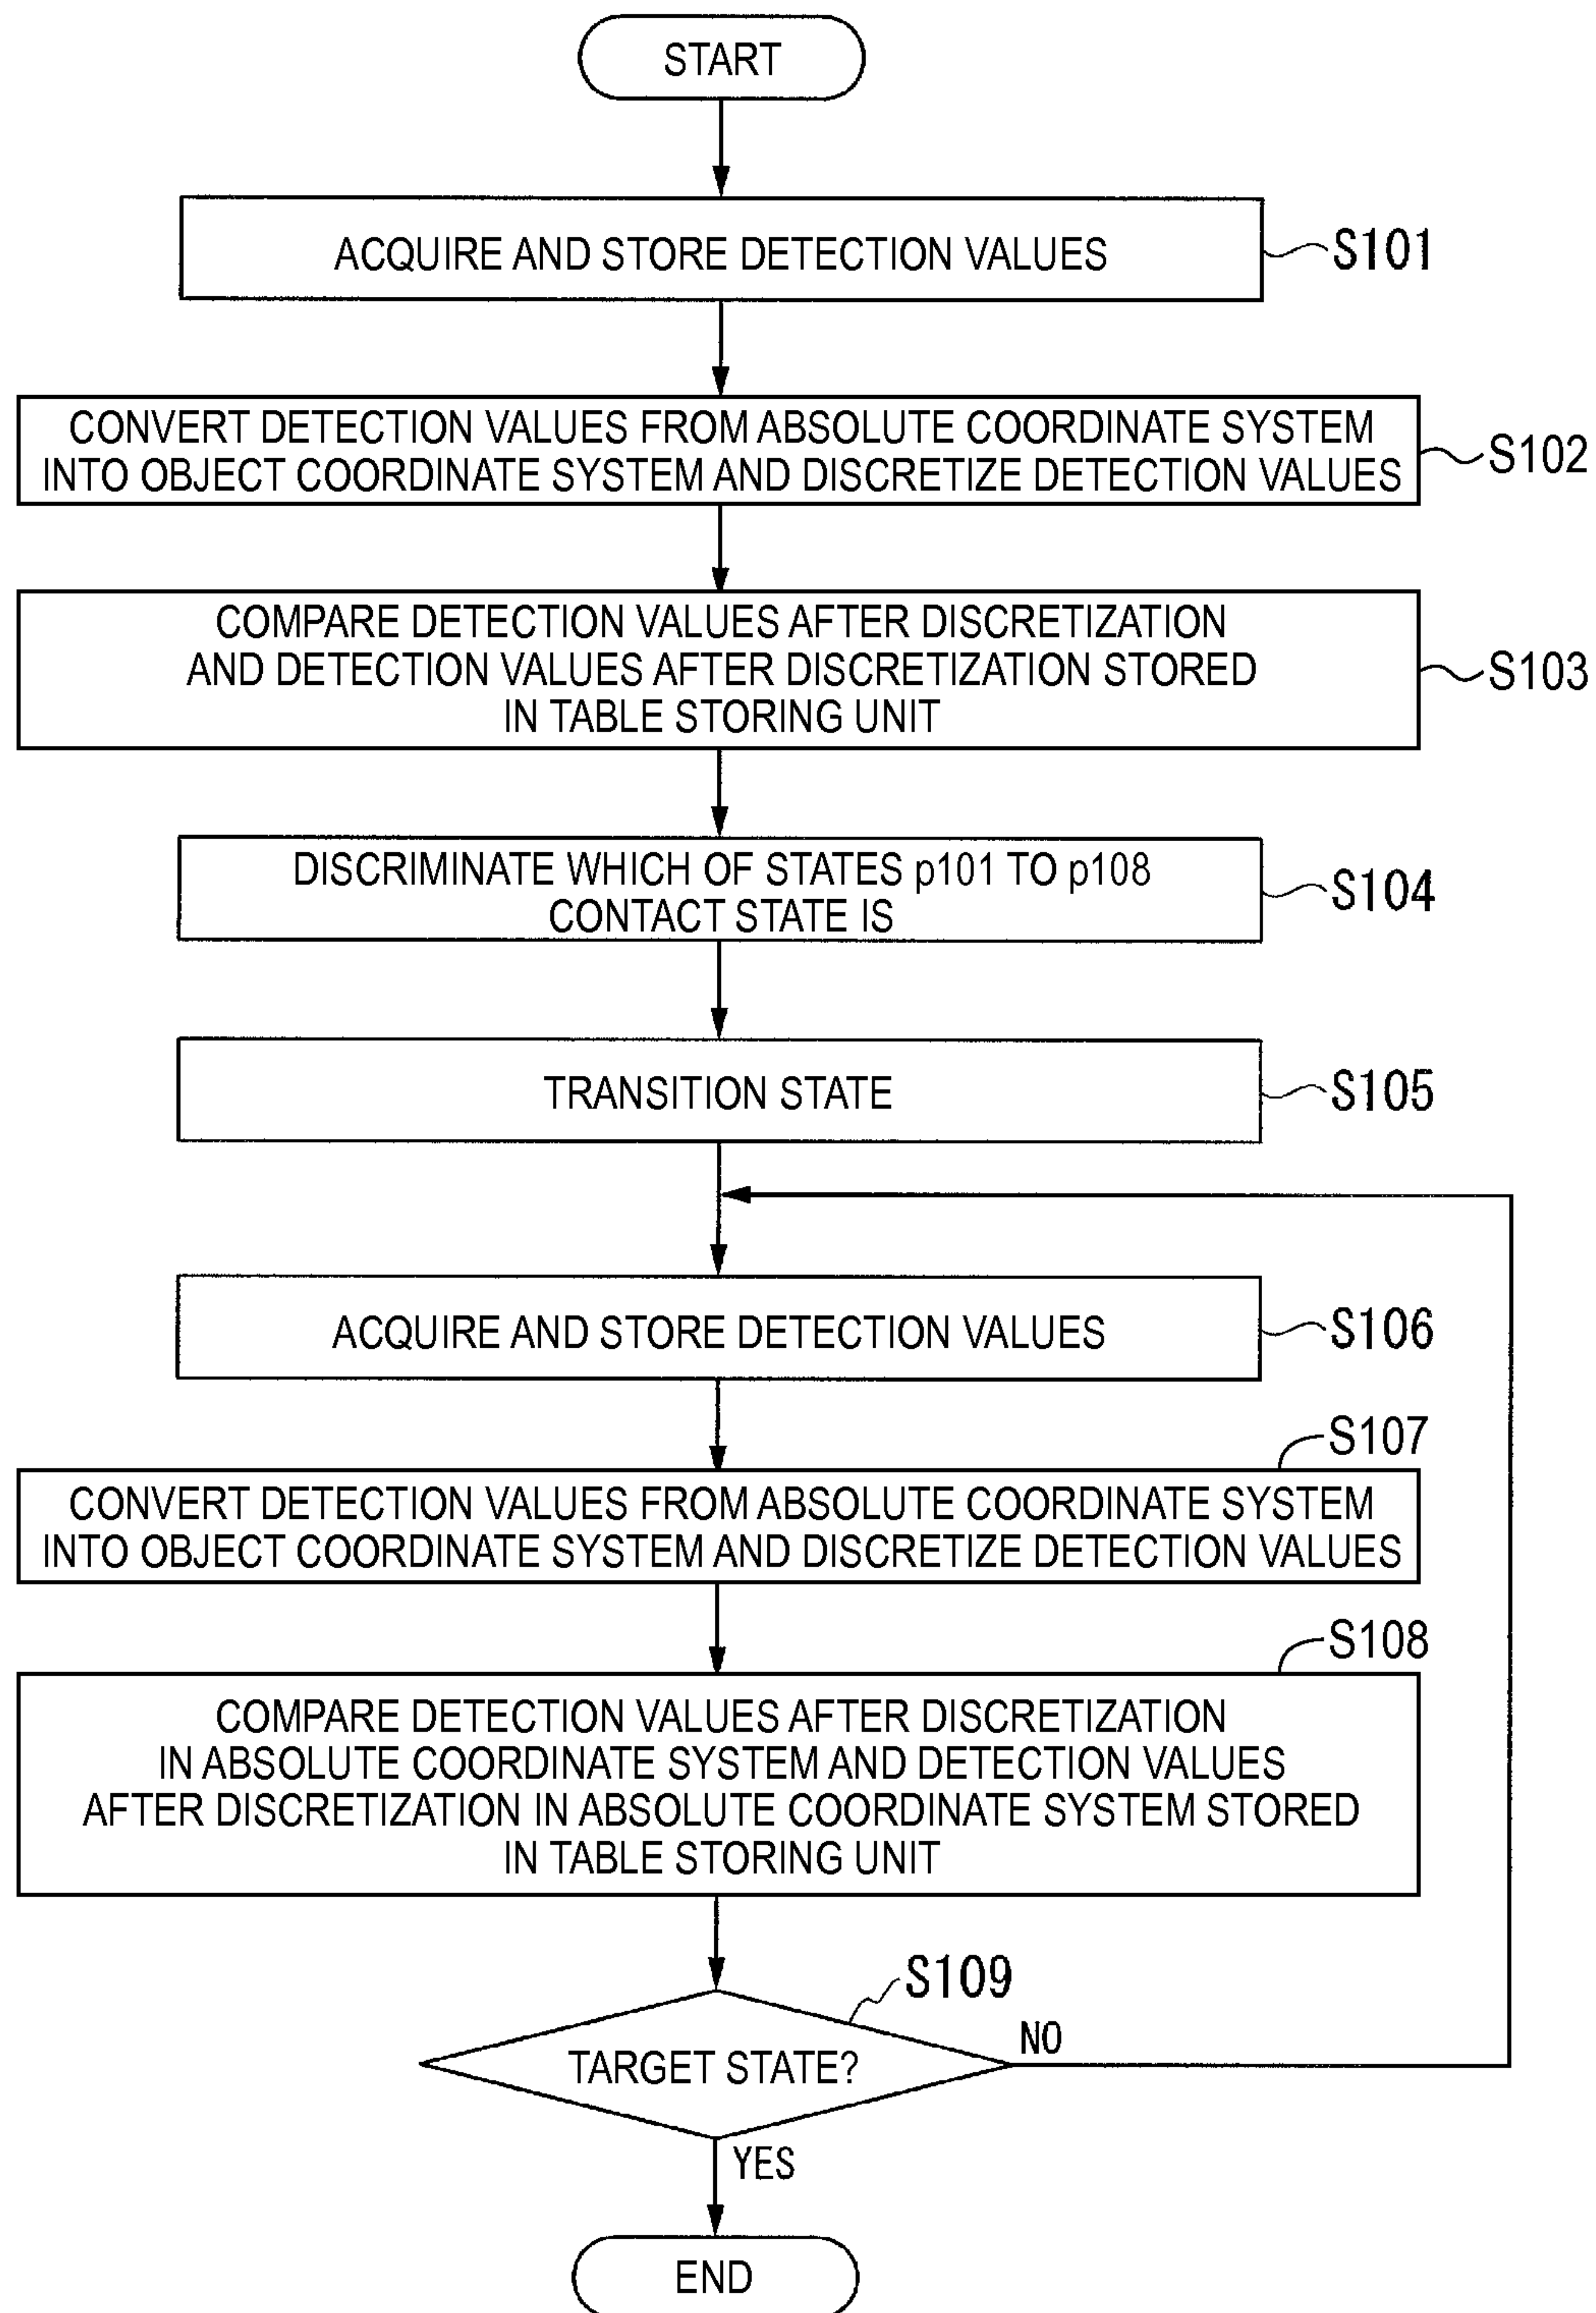 START
ACQUIRE AND STORE DETECTION VALUES
S101
CONVERT DETECTION VALUES FROM ABSOLUTE COORDINATE SYSTEM
INTO OBJECT COORDINATE SYSTEM AND DISCRETIZE DETECTION VALUES
S102
COMPARE DETECTION VALUES AFTER DISCRETIZATION
AND DETECTION VALUES AFTER DISCRETIZATION STORED
IN TABLE STORING UNIT
S103
DISCRIMINATE WHICH OF STATES p101 TO p108
CONTACT STATE IS
S104
TRANSITION STATE
S105
ACQUIRE AND STORE DETECTION VALUES
S106
S107
CONVERT DETECTION VALUES FROM ABSOLUTE COORDINATE SYSTEM
INTO OBJECT COORDINATE SYSTEM AND DISCRETIZE DETECTION VALUES
S108
COMPARE DETECTION VALUES AFTER DISCRETIZATION
IN ABSOLUTE COORDINATE SYSTEM AND DETECTION VALUES
AFTER DISCRETIZATION IN ABSOLUTE COORDINATE SYSTEM STORED
IN TABLE STORING UNIT
S109
TARGET STATE?
NO
YES
END